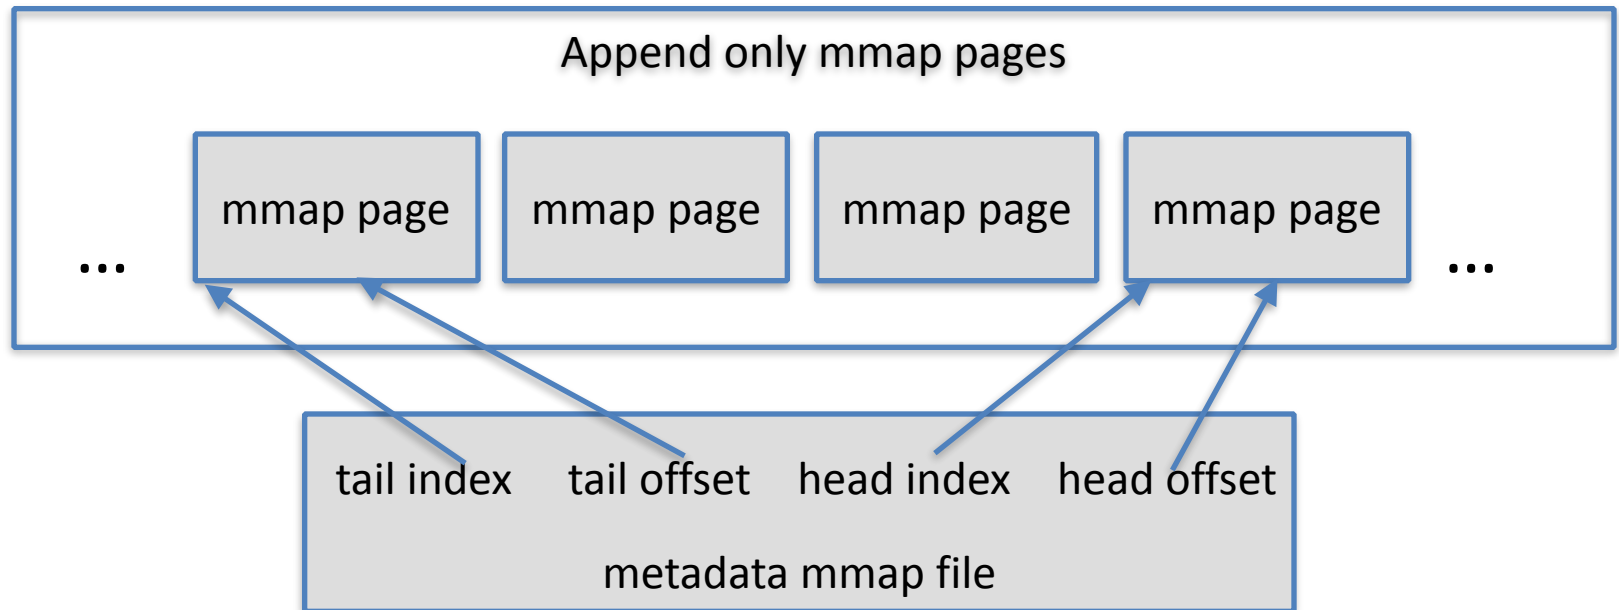 Append only mmap pages
mmap page mmap page mmap page mmap page
... ...
tail index tail offset head index head offset
metadata mmap file